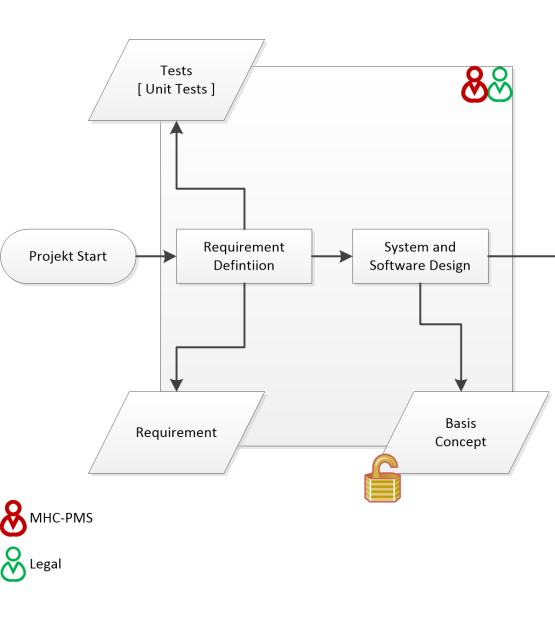 Tests
[ Unit Tests ]
Projekt Start
Requirement
Defintiion
System and
Software Design
Requirement
Basis
Concept
MHC-PMS
Legal